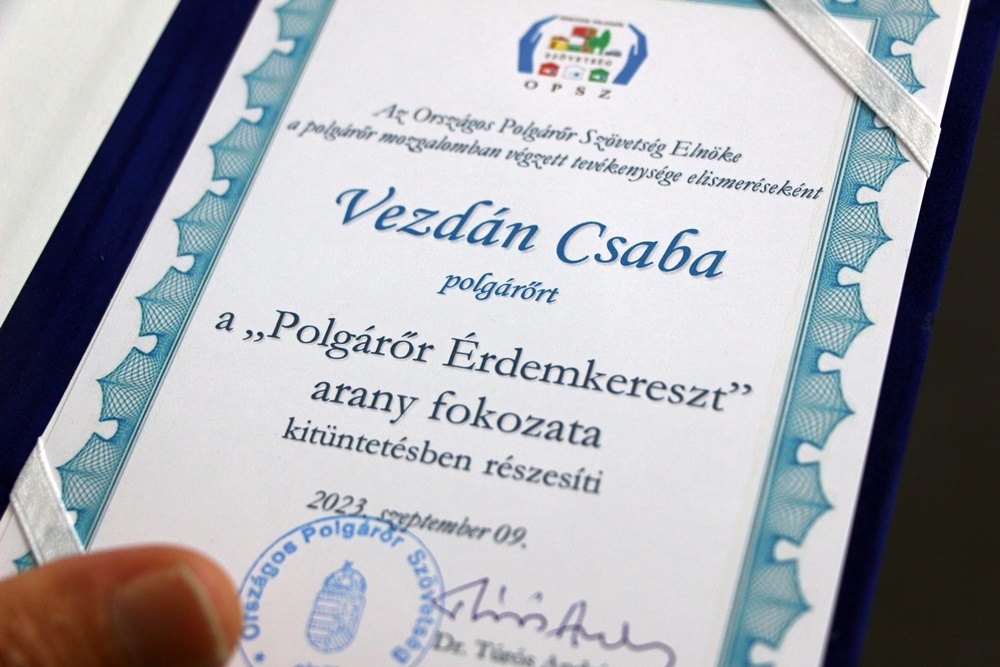 SZÖVETSÉG
OPSZ
Az Országos Polgárőr Szövetség Elnöke
a polgárőr mozgalomban végzett tevékenysége elismeréseként
Vezdán Csaba
polgárőrt
a „Polgárőr Érdemkereszt”
arany fokozata
kitüntetésben részesíti
2023. szeptember 09.
Országos Polgárőr Szövetség
Dr. Túrós